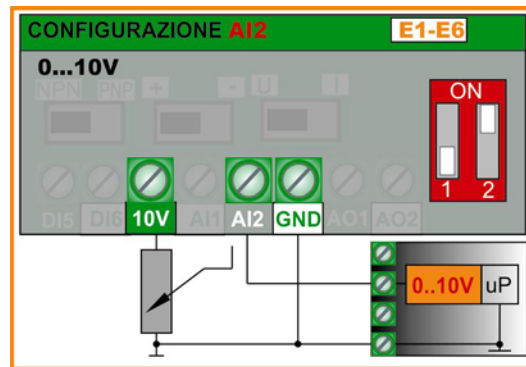 CONFIGURAZIONE AI2 E1-E6
0...10V
NPN PNP + - U I
ON
1 2
DI5 DI6 10V AI1 AI2 GND AO1 AO2
0..10V uP